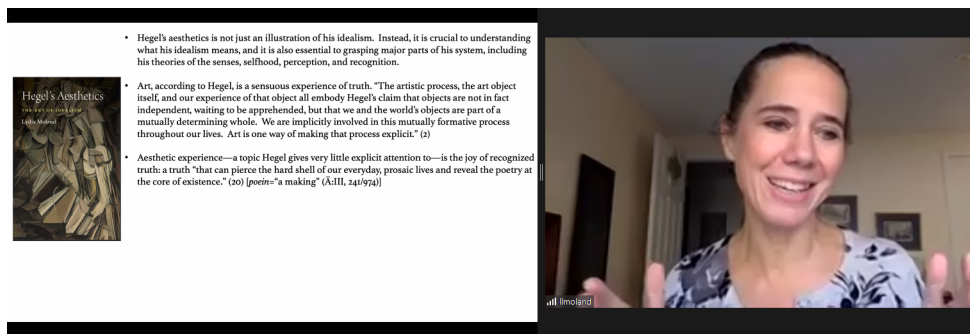 • Hegel's aesthetics is not just an illustration of his idealism. Instead, it is crucial to understanding
what his idealism means, and it is also essential to grasping major parts of his system, including
his theories of the senses, selfhood, perception, and recognition.
Hegel's Aesthetics
THE ART OF IDEALISM
Lydia Moland
• Art, according to Hegel, is a sensuous experience of truth. “The artistic process, the art object
itself, and our experience of that object all embody Hegel's claim that objects are not in fact
independent, waiting to be apprehended, but that we and the world's objects are part of a
mutually determining whole. We are implicitly involved in this mutually formative process
throughout our lives. Art is one way of making that process explicit.” (2)
• Aesthetic experience—a topic Hegel gives very little explicit attention to—is the joy of recognized
truth: a truth “that can pierce the hard shell of our everyday, prosaic lives and reveal the poetry at
the core of existence.” (20) [poein=“a making” (Ä:III, 241/974)]
llmoland